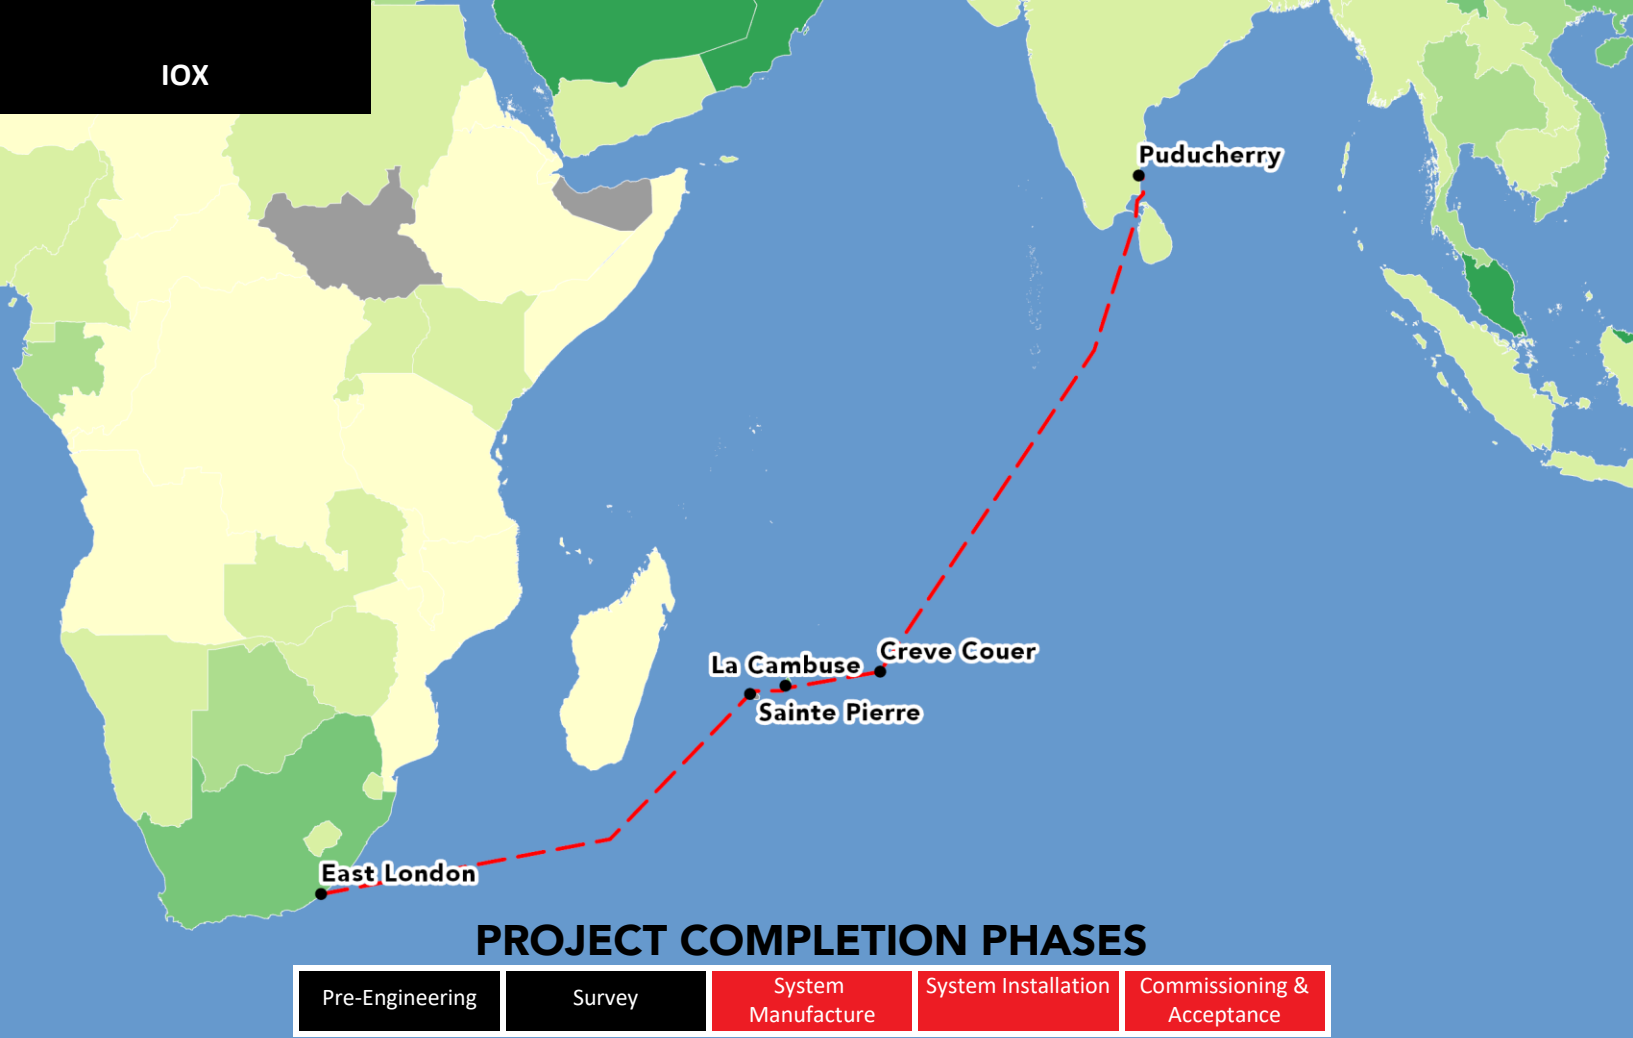 IOX
Puducherry
Creve Couer
La Cambuse
Sainte Pierre
East London
PROJECT COMPLETION PHASES
Pre-Engineering
Survey
System
Manufacture
System Installation
Commissioning &
Acceptance